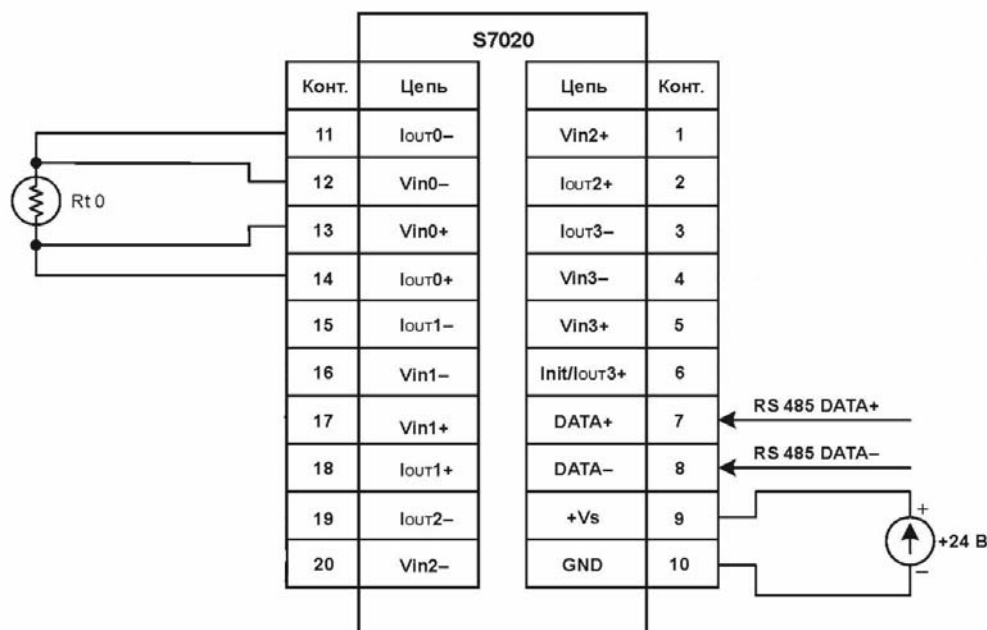 S7020
Конт. Цепь Цепь Конт.
11 IOUT0– Vin2+ 1
12 Vin0– IOUT2+ 2
Rt 0
13 Vin0+ IOUT3– 3
14 IOUT0+ Vin3– 4
15 IOUT1– Vin3+ 5
16 Vin1– Init/IOUT3+ 6
17 Vin1+ DATA+ 7 RS 485 DATA+
18 IOUT1+ DATA– 8 RS 485 DATA–
19 IOUT2– +Vs 9 +
+24 В
20 Vin2– GND 10 –